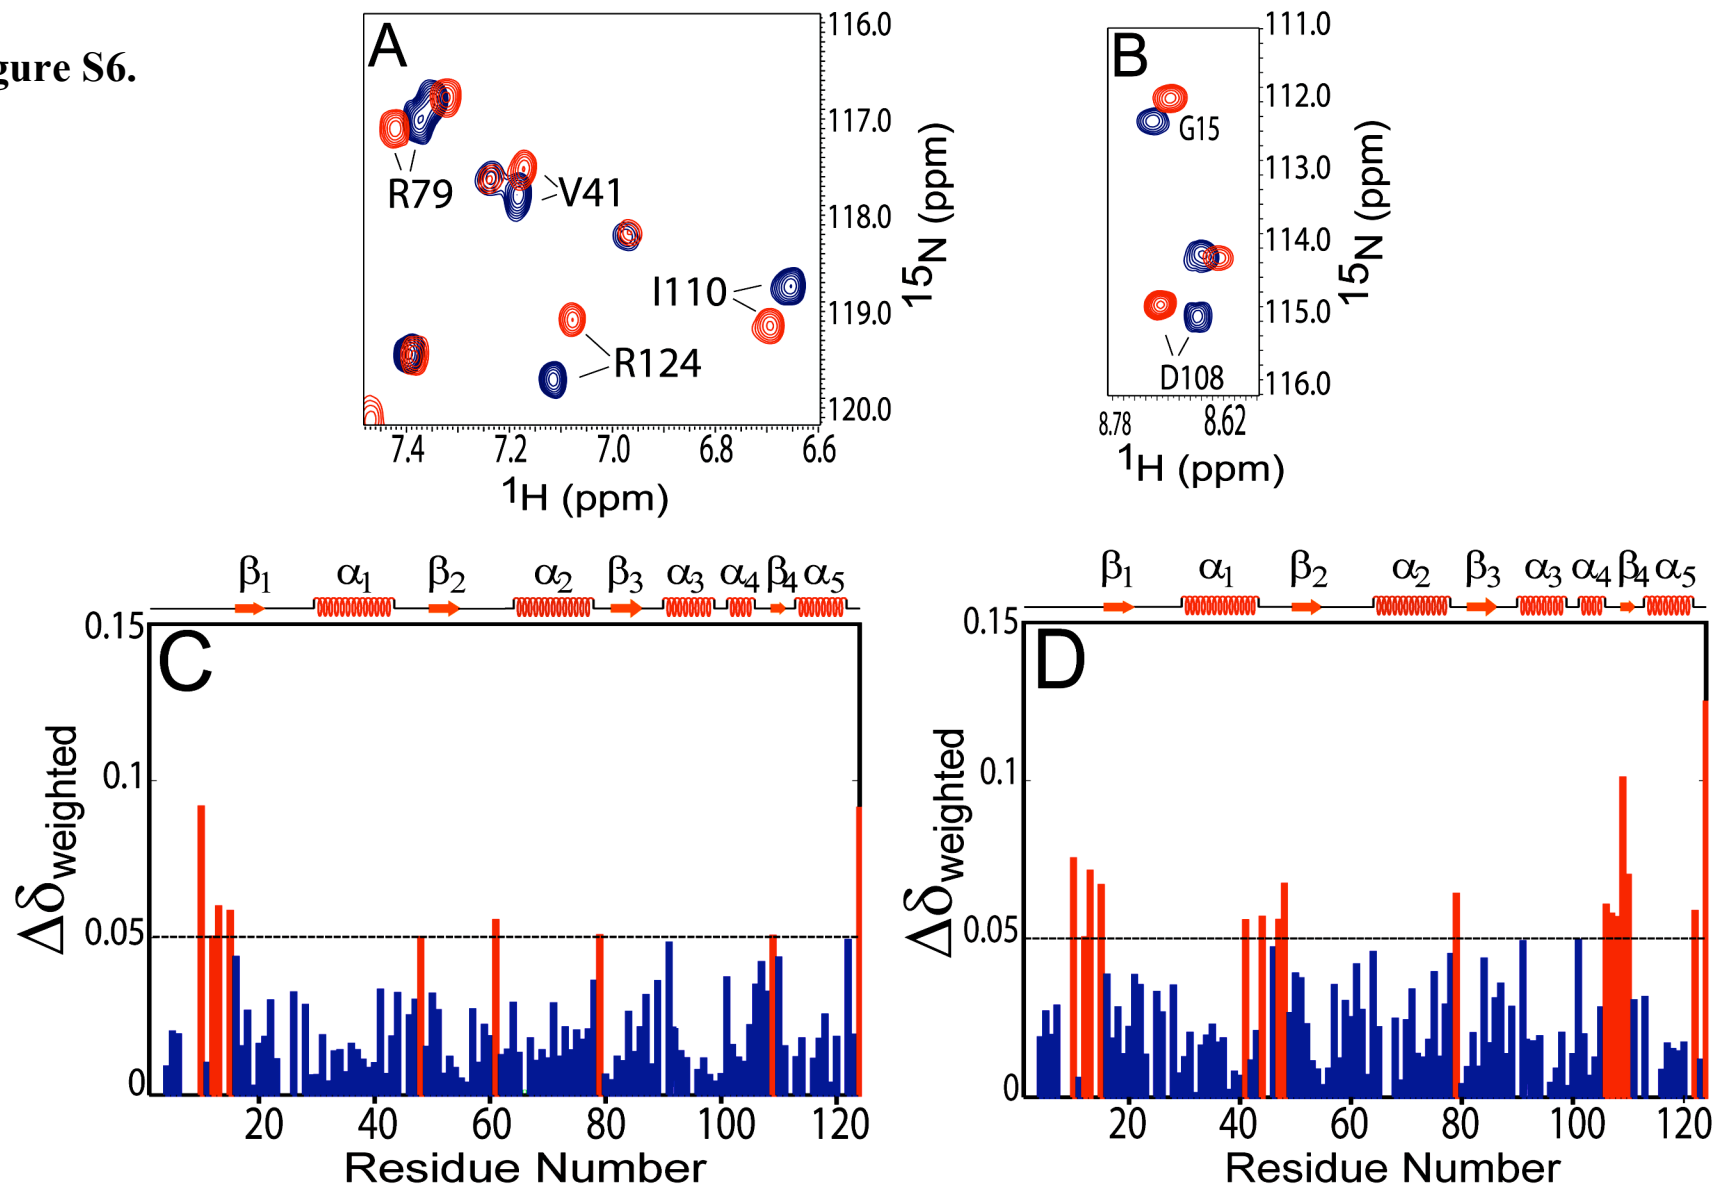 gure S6.
A
R79
V41
I110
R124
116.0
117.0
118.0
119.0
120.0
15N (ppm)
7.4 7.2 7.0 6.8 6.6
1H (ppm)
B
G15
D108
111.0
112.0
113.0
114.0
115.0
116.0
15N (ppm)
8.78 8.62
1H (ppm)
β1 α1 β2 α2 β3 α3 α4 β4 α5
C
0.15
0.1
0.05
0
Δδweighted
20 40 60 80 100 120
Residue Number
β1 α1 β2 α2 β3 α3 α4 β4 α5
D
0.15
0.1
0.05
0
Δδweighted
20 40 60 80 100 120
Residue Number